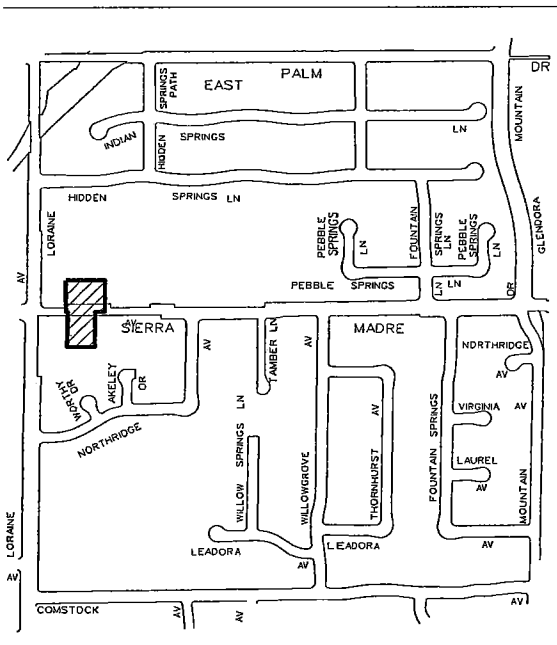 EAST PALM DR
SPRINGS PATH
MOUNTAIN
INDIAN SPRINGS LN
HIDDEN
HIDDEN SPRINGS LN
LORAINE AV
GLENDORA
PEBBLE SPRINGS LN
FOUNTAIN SPRINGS LN
PEBBLE SPRINGS LN
PEBBLE SPRINGS LN LN
DR
SIERRA MADRE
AV
AV
TAMBER LN
AV
NORTHRIDGE AV
WORTHY DR
AKELEY DR
NORTHRIDGE
WILLOW SPRINGS LN
WILLOWGROVE
THORNHURST AV
FOUNTAIN SPRINGS
VIRGINIA AV
LAUREL AV
MOUNTAIN
LORAINE AV
LEADORA AV
LEADORA AV
COMSTOCK AV
AV
AV